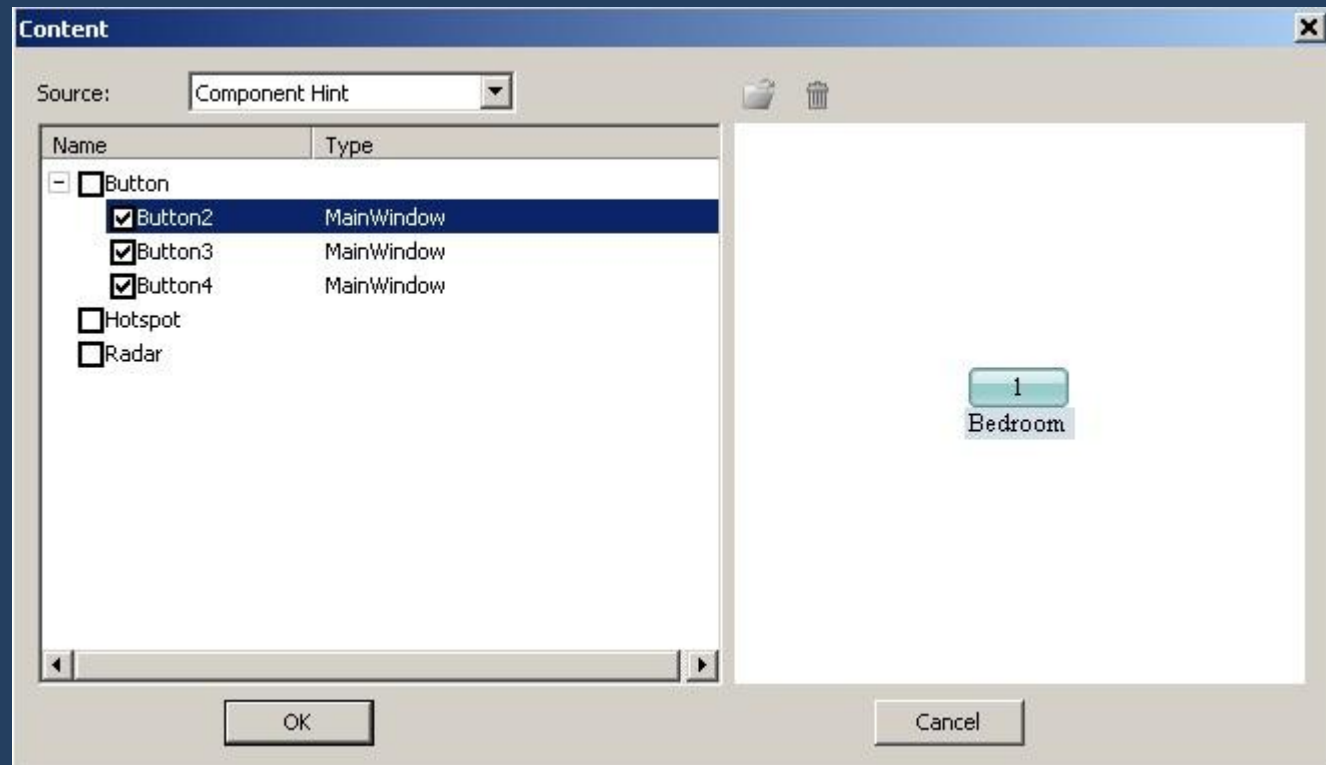 Content
Source: Component Hint
Name Type
Button
Button2 MainWindow
Button3 MainWindow
Button4 MainWindow
Hotspot
Radar
1
Bedroom
OK Cancel